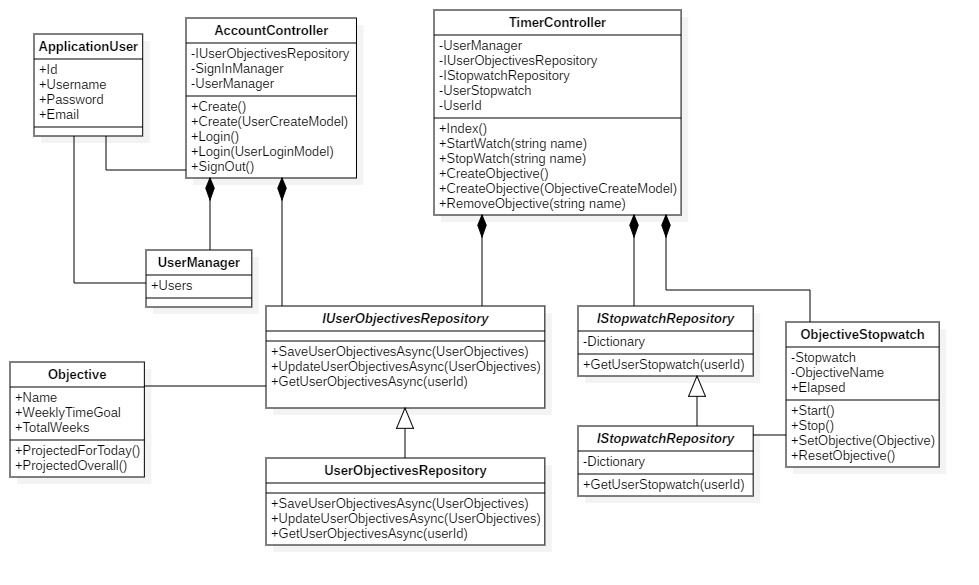 ApplicationUser
+Id
+Username
+Password
+Email
AccountController
-IUserObjectivesRepository
-SignInManager
-UserManager
+Create()
+Create(UserCreateModel)
+Login()
+Login(UserLoginModel)
+SignOut()
TimerController
-UserManager
-IUserObjectivesRepository
-IStopwatchRepository
-UserStopwatch
-UserId
+Index()
+StartWatch(string name)
+StopWatch(string name)
+CreateObjective()
+CreateObjective(ObjectiveCreateModel)
+RemoveObjective(string name)
UserManager
+Users
IUserObjectivesRepository
+SaveUserObjectivesAsync(UserObjectives)
+UpdateUserObjectivesAsync(UserObjectives)
+GetUserObjectivesAsync(userId)
IStopwatchRepository
-Dictionary
+GetUserStopwatch(userId)
ObjectiveStopwatch
-Stopwatch
-ObjectiveName
+Elapsed
+Start()
+Stop()
+SetObjective(Objective)
+ResetObjective()
Objective
+Name
+WeeklyTimeGoal
+TotalWeeks
+ProjectedForToday()
+ProjectedOverall()
UserObjectivesRepository
+SaveUserObjectivesAsync(UserObjectives)
+UpdateUserObjectivesAsync(UserObjectives)
+GetUserObjectivesAsync(userId)
IStopwatchRepository
-Dictionary
+GetUserStopwatch(userId)